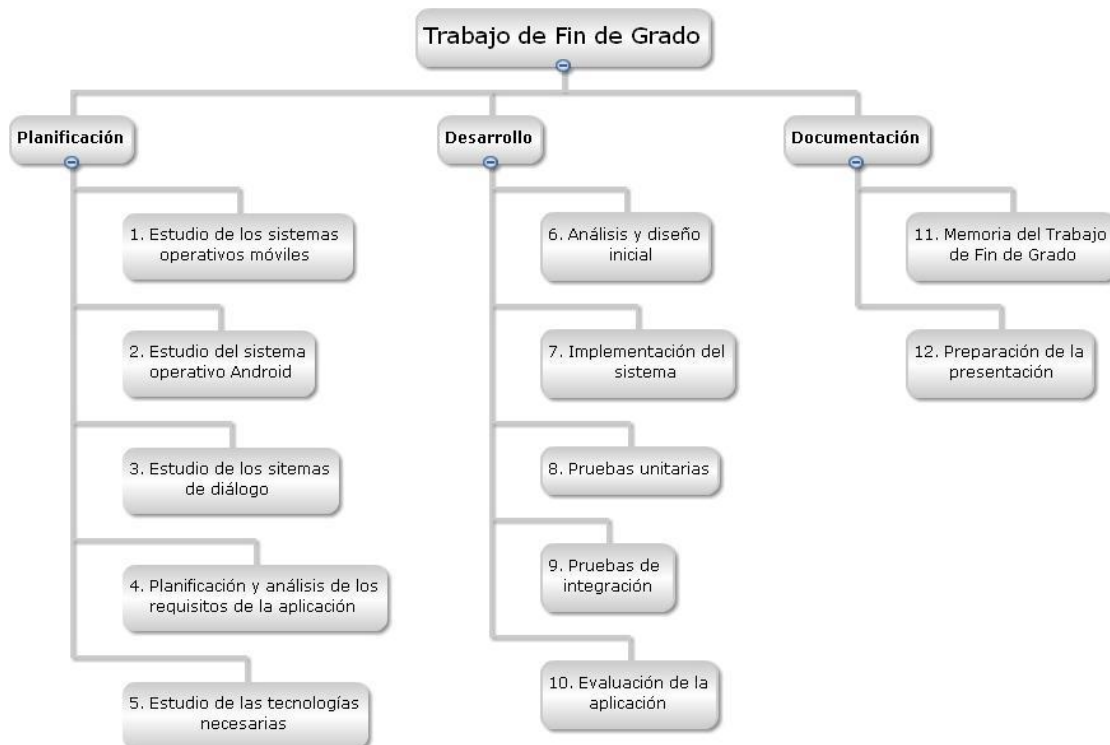 Trabajo de Fin de Grado
Planificación
1. Estudio de los sistemas
operativos móviles
2. Estudio del sistema
operativo Android
3. Estudio de los sitemas
de diálogo
4. Planificación y análisis de los
requisitos de la aplicación
5. Estudio de las tecnologías
necesarias
Desarrollo
6. Análisis y diseño
inicial
7. Implementación del
sistema
8. Pruebas unitarias
9. Pruebas de
integración
10. Evaluación de la
aplicación
Documentación
11. Memoria del Trabajo
de Fin de Grado
12. Preparación de la
presentación